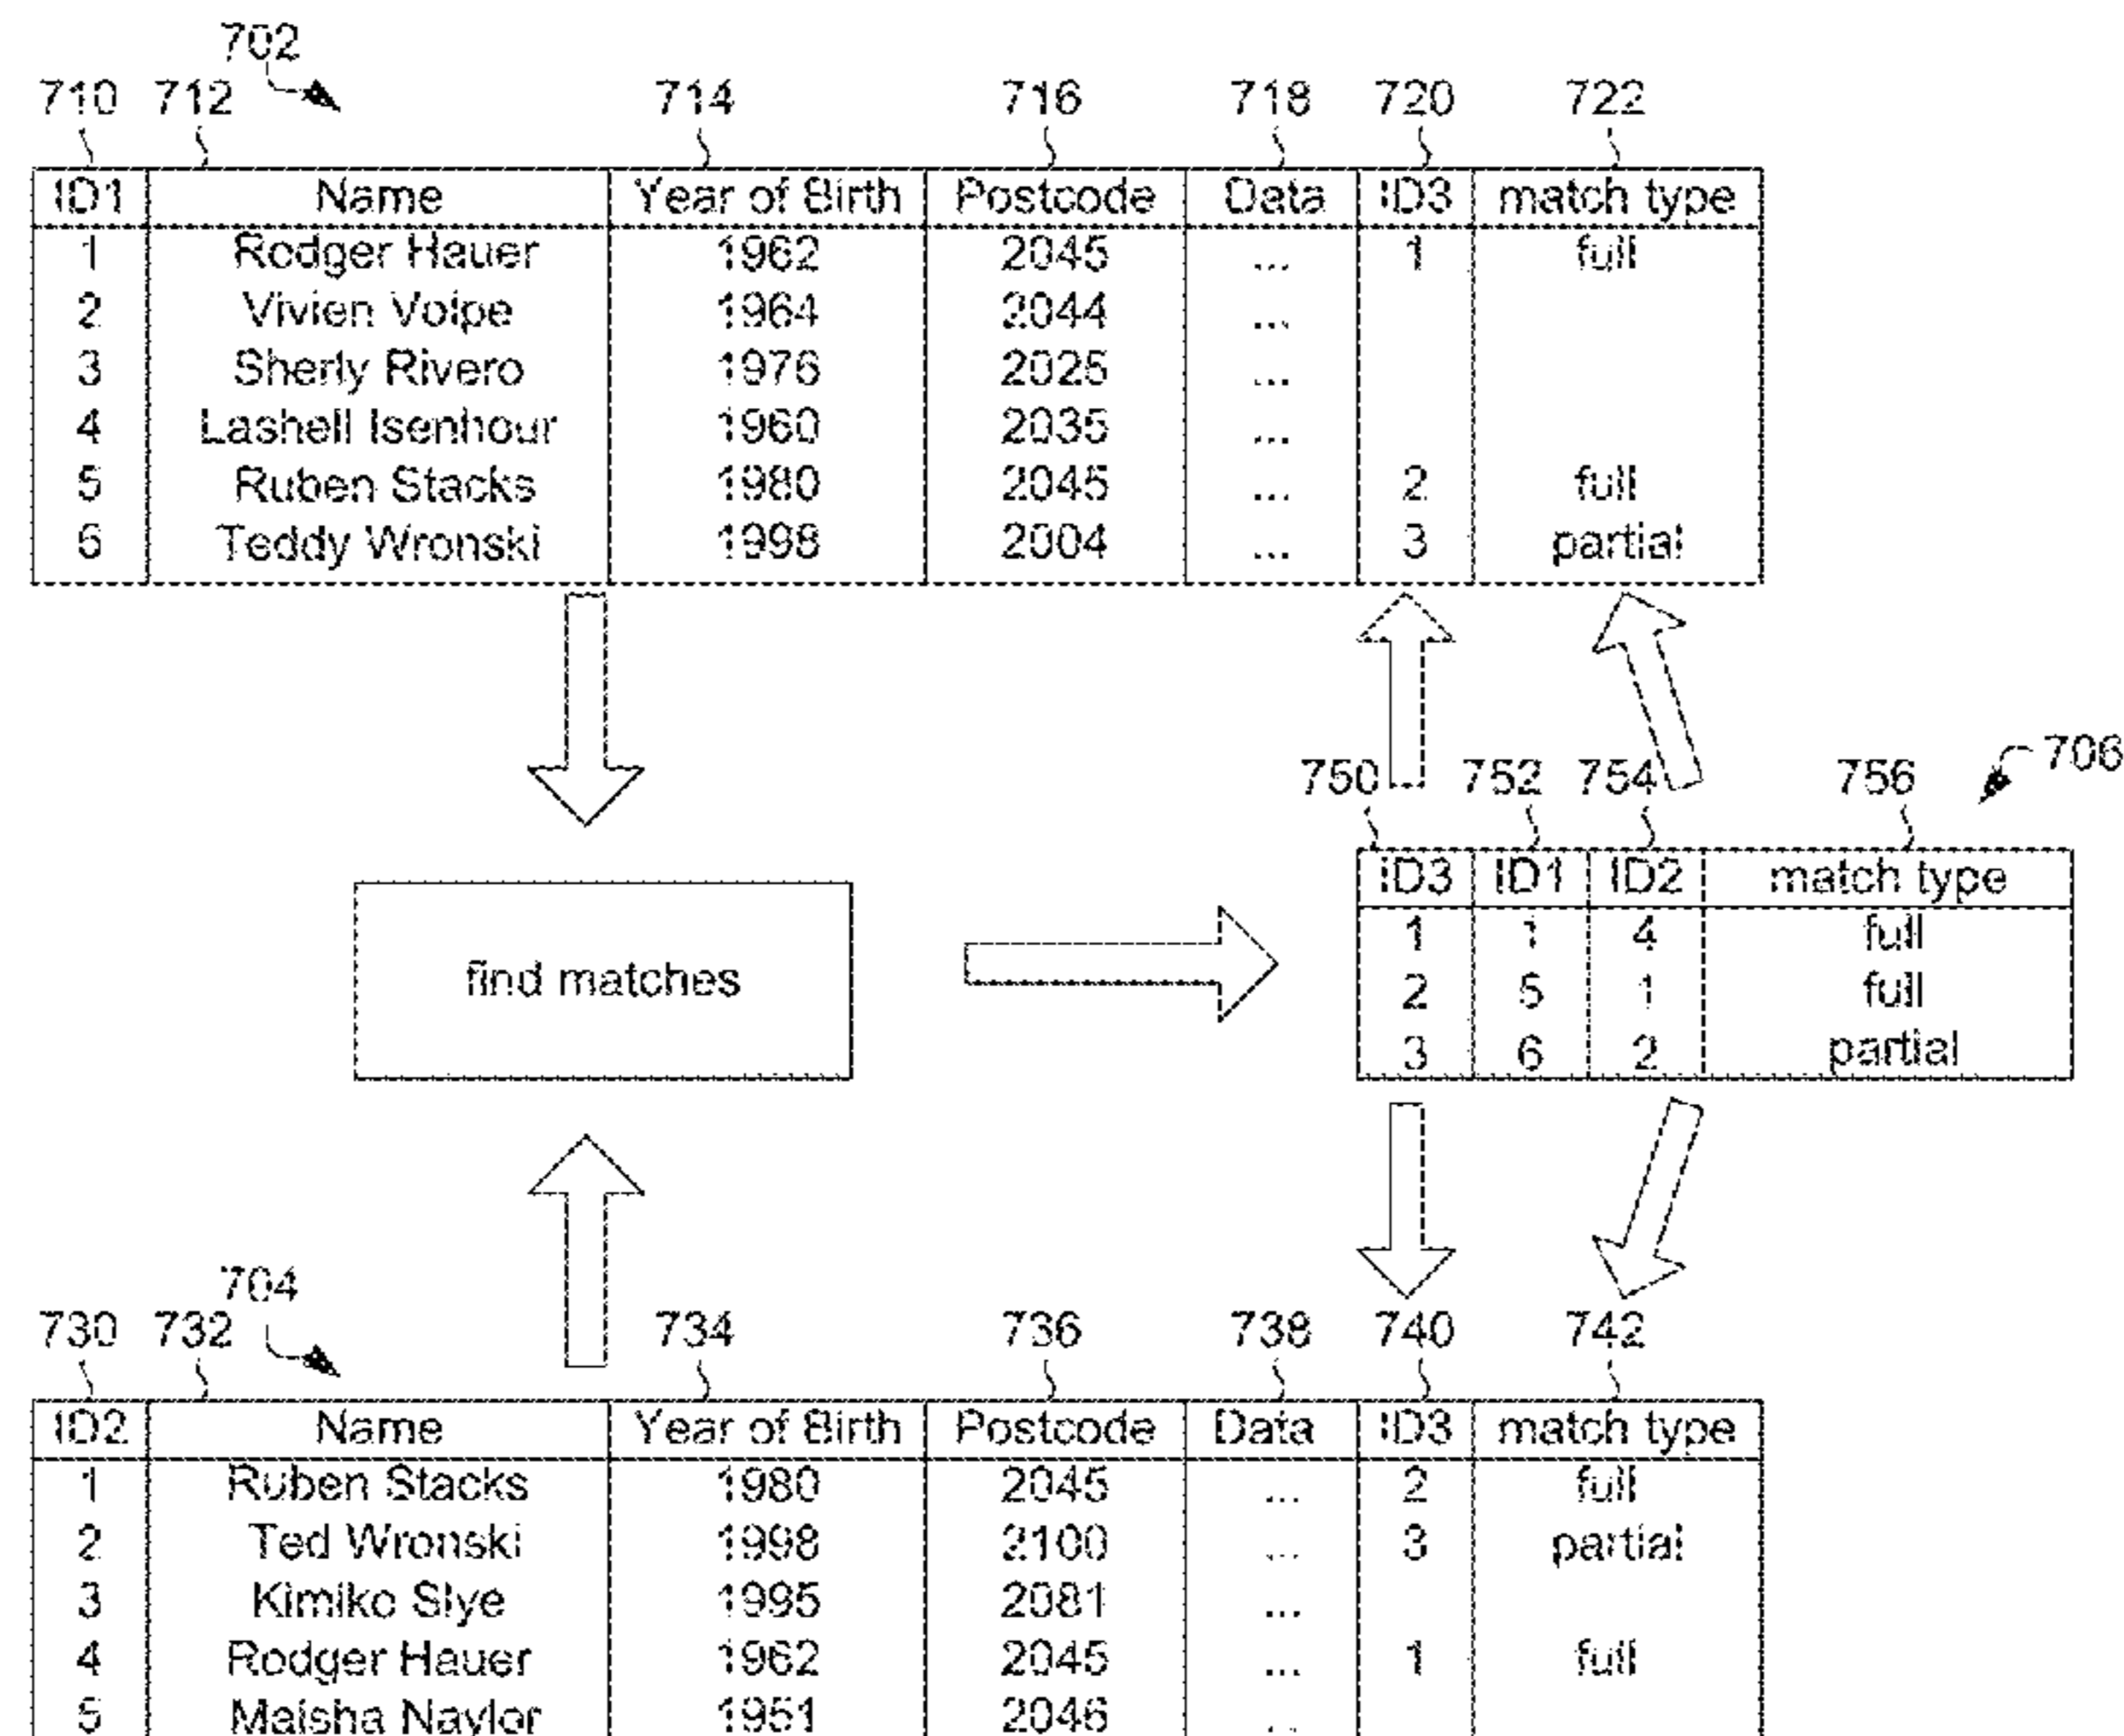 702
710 712 714 716 718 720 722
ID1 Name Year of Birth Postcode Data ID3 match type
1 Rodger Hauer 1962 2045 ... 1 full
2 Vivien Volpe 1964 2044 ...
3 Sherly Rivero 1976 2025 ...
4 Lashell Isenhour 1960 2035 ...
5 Ruben Stacks 1980 2045 ... 2 full
6 Teddy Wronski 1998 2004 ... 3 partial
706
750 752 754 756
ID3 ID1 ID2 match type
1 1 4 full
2 5 1 full
3 6 2 partial
find matches
704
730 732 734 736 738 740 742
ID2 Name Year of Birth Postcode Data ID3 match type
1 Ruben Stacks 1980 2045 ... 2 full
2 Ted Wronski 1998 2100 ... 3 partial
3 Kimiko Slye 1995 2081 ...
4 Rodger Hauer 1962 2045 ... 1 full
5 Maisha Naylor 1951 2046 ...